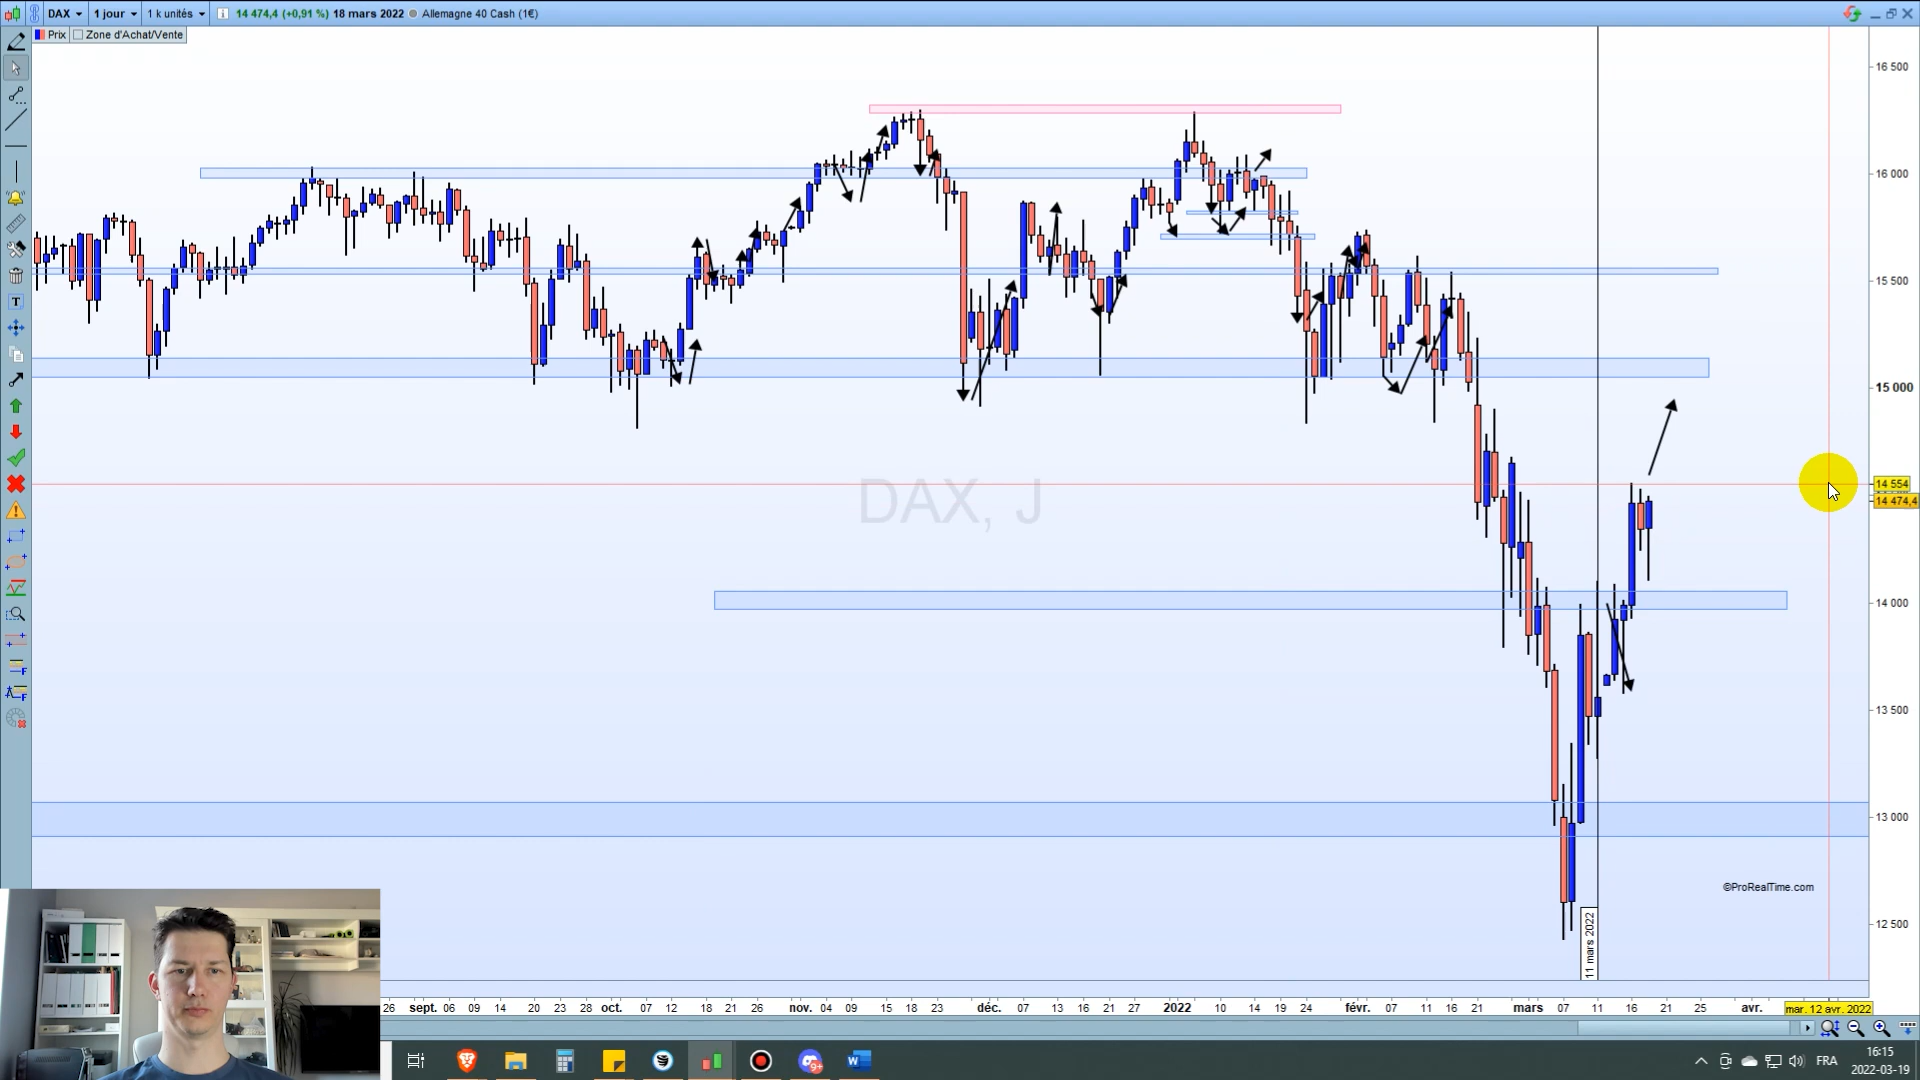 DAX 1 jour 1 k unités 14 474,4 (+0,91 %) 18 mars 2022 Allemagne 40 Cash (1€)
Prix Zone d'Achat/Vente
16 500
16 000
15 500
15 000
DAX, J
14 554
14 474,4
14 000
13 500
13 000
©ProRealTime.com
12 500
11 mars 2022
26 sept. 06 09 14 20 23 28 oct. 06 12 18 21 26 nov. 04 09 15 18 23 déc. 07 13 16 21 27 2022 10 14 19 24 févr. 07 11 16 21 mars 07 11 16 21 25 avr. mar. 12 avr. 2022
T
F
F
9+
W
FRA
16:15
2022-03-19